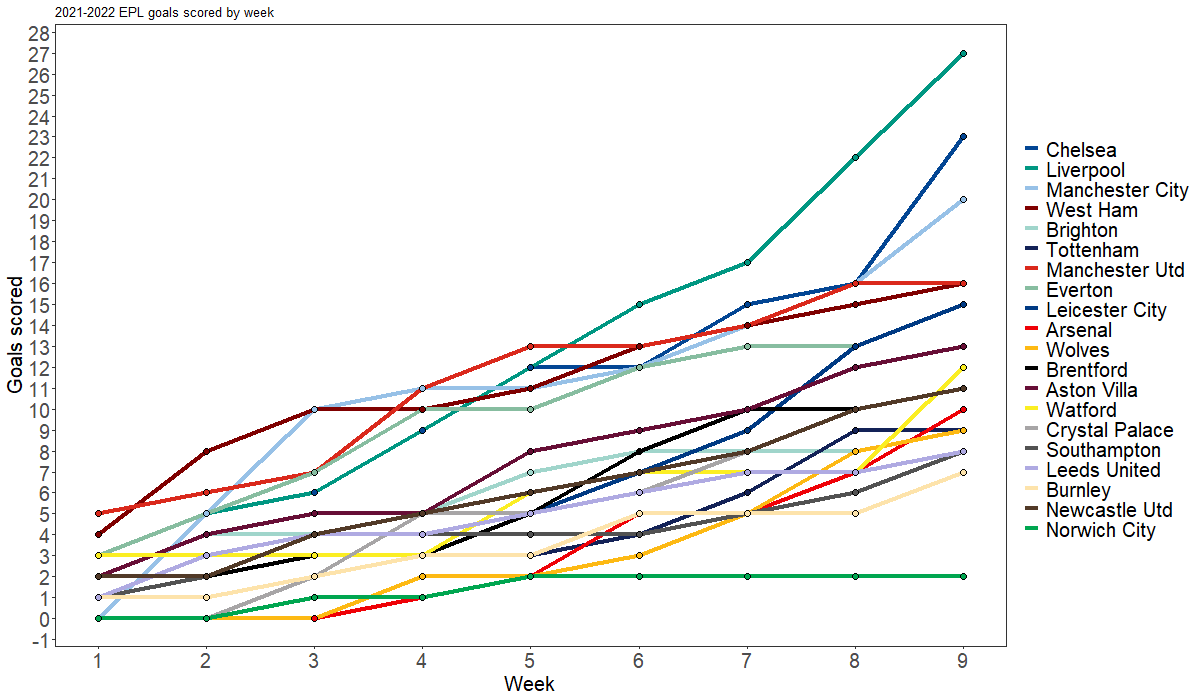 2021-2022 EPL goals scored by week
28
27
26
25
24
23
22
21
20
19
18
17
16
15
14
13
12
11
10
9
8
7
6
5
4
3
2
1
0
-1
Goals scored
1 2 3 4 5 6 7 8 9
Week
Chelsea
Liverpool
Manchester City
West Ham
Brighton
Tottenham
Manchester Utd
Everton
Leicester City
Arsenal
Wolves
Brentford
Aston Villa
Watford
Crystal Palace
Southampton
Leeds United
Burnley
Newcastle Utd
Norwich City